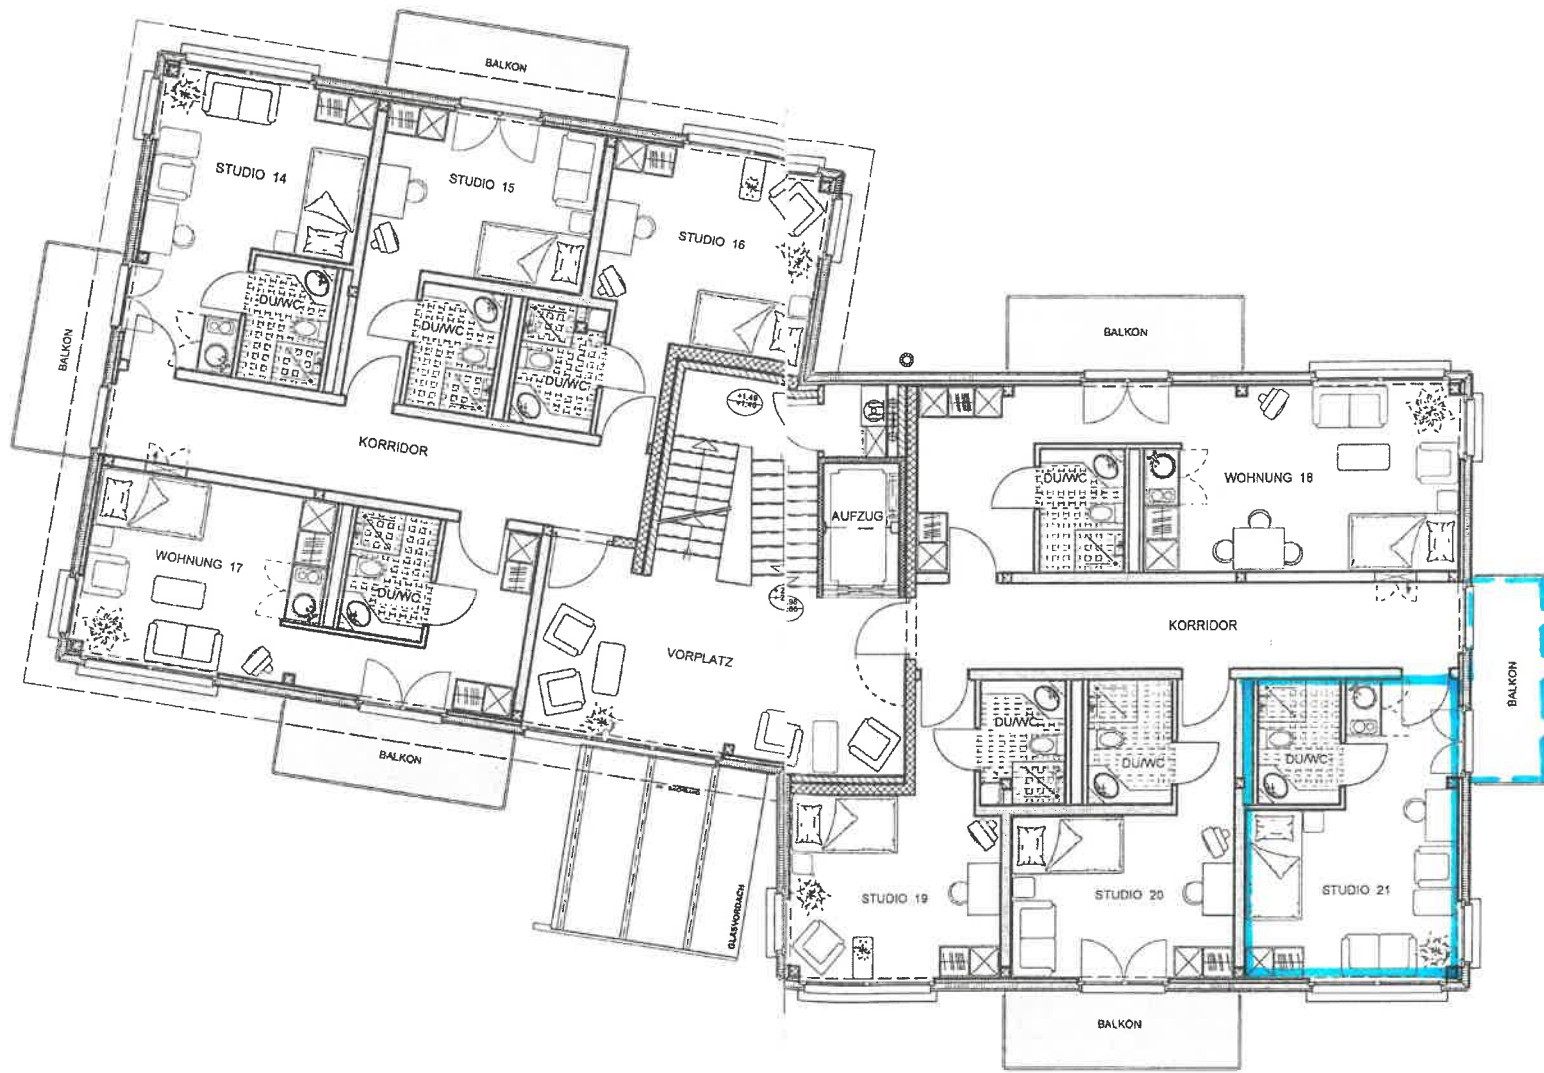 BALKON
STUDIO 14
STUDIO 15
STUDIO 16
DU/WC
DU/WC
DU/WC
BALKON
BALKON
KORRIDOR
AUFZUG
DU/WC
WOHNUNG 18
WOHNUNG 17
DU/WC
KORRIDOR
VORPLATZ
BALKON
BALKON
DU/WC
DU/WC
DU/WC
GLASVORDACH
STUDIO 19
STUDIO 20
STUDIO 21
BALKON